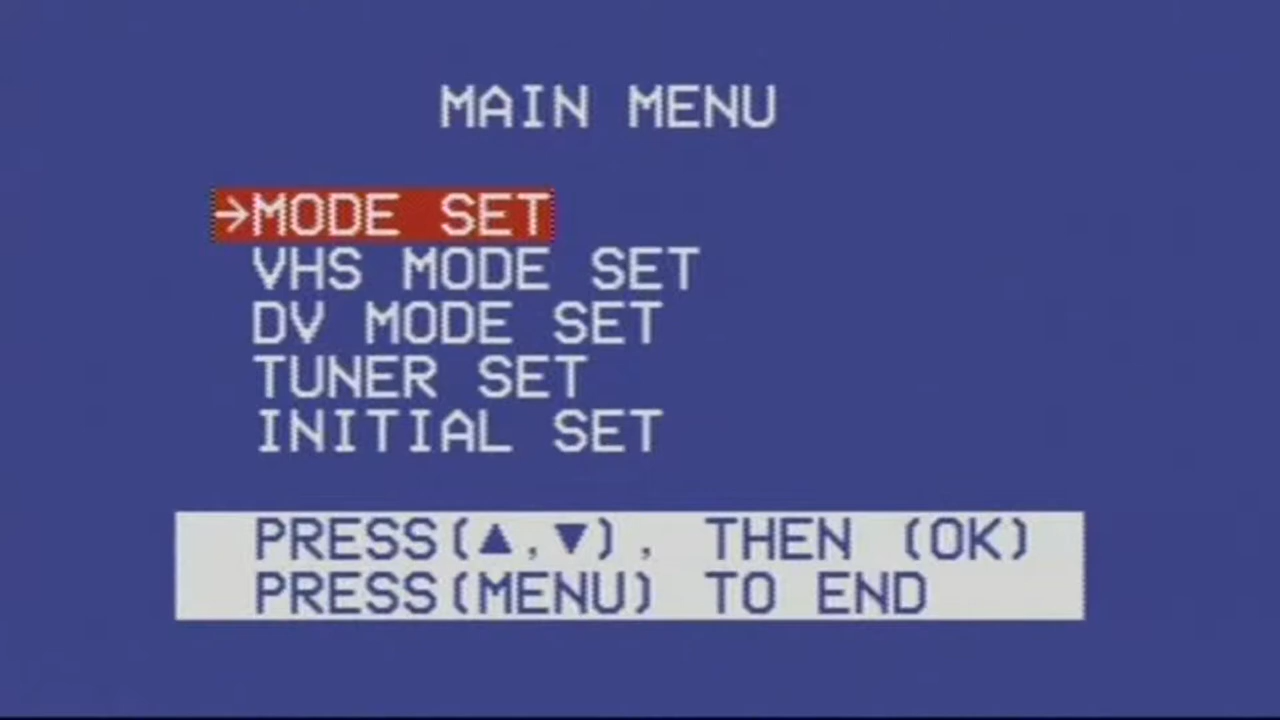 MAIN MENU
→MODE SET
VHS MODE SET
DV MODE SET
TUNER SET
INITIAL SET
PRESS(▲,▼), THEN (OK)
PRESS(MENU) TO END